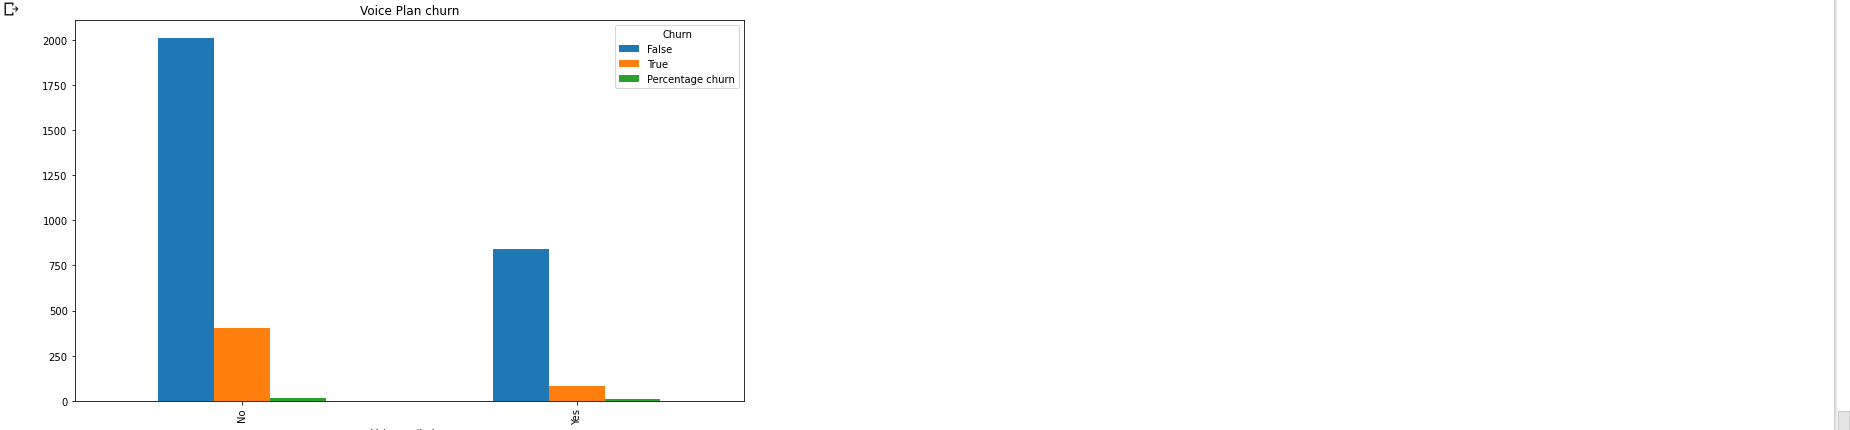 Voice Plan churn
Churn
False
True
Percentage churn
2000
1750
1500
1250
1000
750
500
250
0
No
Yes